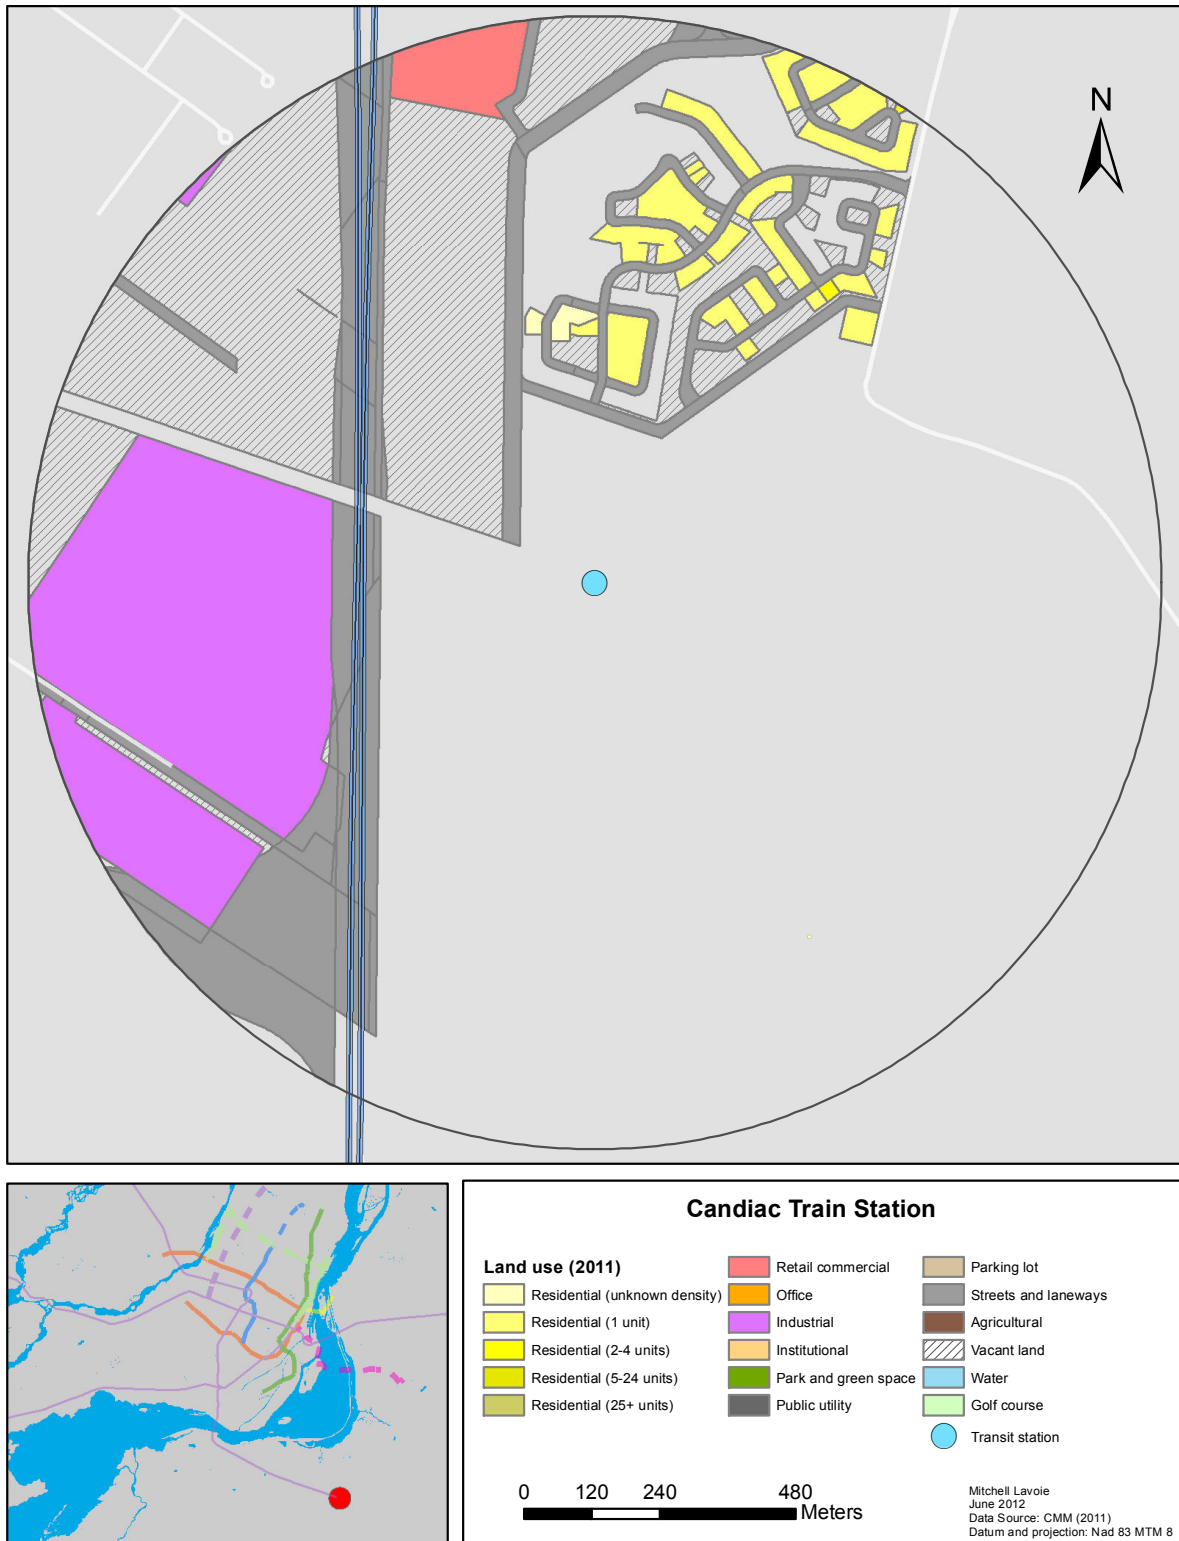 N
Candiac Train Station
Land use (2011)
Residential (unknown density)
Residential (1 unit)
Residential (2-4 units)
Residential (5-24 units)
Residential (25+ units)
Retail commercial
Office
Industrial
Institutional
Park and green space
Public utility
Parking lot
Streets and laneways
Agricultural
Vacant land
Water
Golf course
Transit station
0 120 240 480
Meters
Mitchell Lavoie
June 2012
Data Source: CMM (2011)
Datum and projection: Nad 83 MTM 8